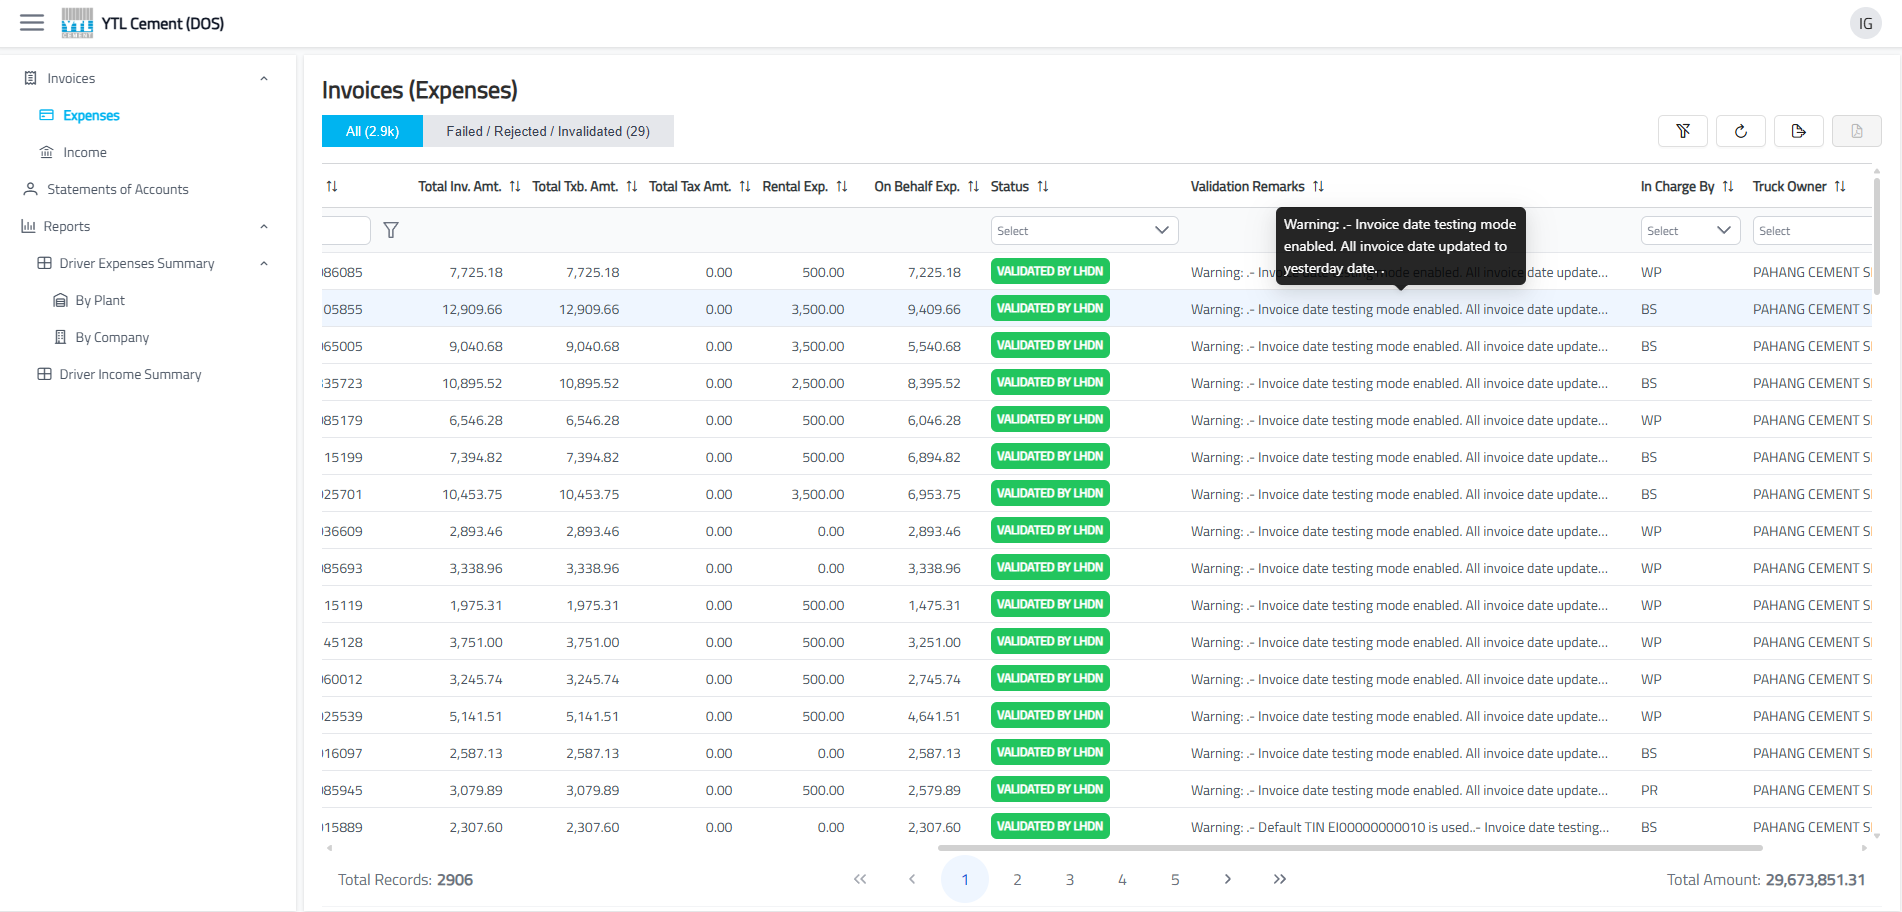 YTL
CEMENT
YTL Cement (DOS)
IG
Invoices
Expenses
Income
Statements of Accounts
Reports
Driver Expenses Summary
By Plant
By Company
Driver Income Summary
Invoices (Expenses)
All (2.9k)
Failed / Rejected / Invalidated (29)
Total Inv. Amt. Total Txb. Amt. Total Tax Amt. Rental Exp. On Behalf Exp. Status Validation Remarks In Charge By Truck Owner
Select Select Select
Warning: .- Invoice date testing mode
enabled. All invoice date updated to
yesterday date. .
086085 7,725.18 7,725.18 0.00 500.00 7,225.18 VALIDATED BY LHDN Warning: .- Invoice date testing mode enabled. All invoice date update... WP PAHANG CEMENT S
05855 12,909.66 12,909.66 0.00 3,500.00 9,409.66 VALIDATED BY LHDN Warning: .- Invoice date testing mode enabled. All invoice date update... BS PAHANG CEMENT S
065005 9,040.68 9,040.68 0.00 3,500.00 5,540.68 VALIDATED BY LHDN Warning: .- Invoice date testing mode enabled. All invoice date update... BS PAHANG CEMENT S
335723 10,895.52 10,895.52 0.00 2,500.00 8,395.52 VALIDATED BY LHDN Warning: .- Invoice date testing mode enabled. All invoice date update... BS PAHANG CEMENT S
085179 6,546.28 6,546.28 0.00 500.00 6,046.28 VALIDATED BY LHDN Warning: .- Invoice date testing mode enabled. All invoice date update... WP PAHANG CEMENT S
15199 7,394.82 7,394.82 0.00 500.00 6,894.82 VALIDATED BY LHDN Warning: .- Invoice date testing mode enabled. All invoice date update... BS PAHANG CEMENT S
025701 10,453.75 10,453.75 0.00 3,500.00 6,953.75 VALIDATED BY LHDN Warning: .- Invoice date testing mode enabled. All invoice date update... BS PAHANG CEMENT S
036609 2,893.46 2,893.46 0.00 0.00 2,893.46 VALIDATED BY LHDN Warning: .- Invoice date testing mode enabled. All invoice date update... WP PAHANG CEMENT S
085693 3,338.96 3,338.96 0.00 0.00 3,338.96 VALIDATED BY LHDN Warning: .- Invoice date testing mode enabled. All invoice date update... WP PAHANG CEMENT S
15119 1,975.31 1,975.31 0.00 500.00 1,475.31 VALIDATED BY LHDN Warning: .- Invoice date testing mode enabled. All invoice date update... WP PAHANG CEMENT S
45128 3,751.00 3,751.00 0.00 500.00 3,251.00 VALIDATED BY LHDN Warning: .- Invoice date testing mode enabled. All invoice date update... WP PAHANG CEMENT S
060012 3,245.74 3,245.74 0.00 500.00 2,745.74 VALIDATED BY LHDN Warning: .- Invoice date testing mode enabled. All invoice date update... WP PAHANG CEMENT S
025539 5,141.51 5,141.51 0.00 500.00 4,641.51 VALIDATED BY LHDN Warning: .- Invoice date testing mode enabled. All invoice date update... WP PAHANG CEMENT S
016097 2,587.13 2,587.13 0.00 0.00 2,587.13 VALIDATED BY LHDN Warning: .- Invoice date testing mode enabled. All invoice date update... BS PAHANG CEMENT S
085945 3,079.89 3,079.89 0.00 500.00 2,579.89 VALIDATED BY LHDN Warning: .- Invoice date testing mode enabled. All invoice date update... PR PAHANG CEMENT S
015889 2,307.60 2,307.60 0.00 0.00 2,307.60 VALIDATED BY LHDN Warning: .- Default TIN EI00000000010 is used..- Invoice date testing... BS PAHANG CEMENT S
Total Records: 2906
1 2 3 4 5
Total Amount: 29,673,851.31